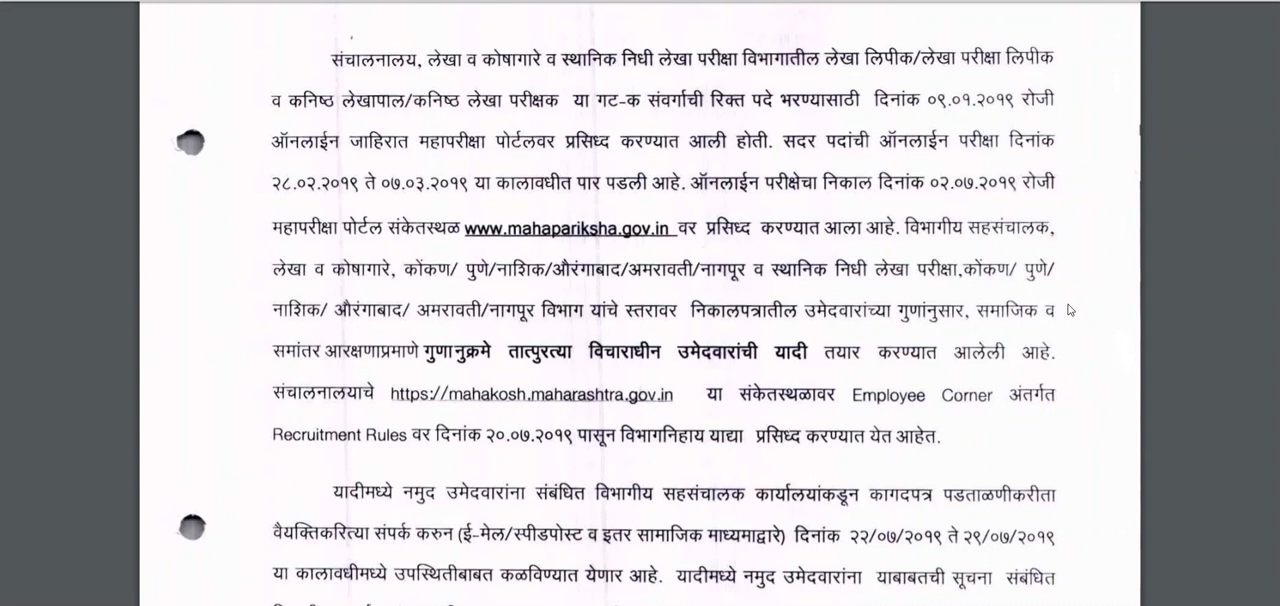 संचालनालय, लेखा व कोषागारे व स्थानिक निधी लेखा परीक्षा विभागातील लेखा लिपीक/लेखा परीक्षा लिपीक
व कनिष्ठ लेखापाल/कनिष्ठ लेखा परीक्षक या गट-क संवर्गाची रिक्त पदे भरण्यासाठी दिनांक ०९.०१.२०१९ रोजी
ऑनलाईन जाहिरात महापरीक्षा पोर्टलवर प्रसिध्द करण्यात आली होती. सदर पदांची ऑनलाईन परीक्षा दिनांक
२८.०२.२०१९ ते ०७.०३.२०१९ या कालावधीत पार पडली आहे. ऑनलाईन परीक्षेचा निकाल दिनांक ०२.०७.२०१९ रोजी
महापरीक्षा पोर्टल संकेतस्थळ www.mahapariksha.gov.in वर प्रसिध्द करण्यात आला आहे. विभागीय सहसंचालक,
लेखा व कोषागारे, कोंकण/ पुणे/नाशिक/औरंगाबाद/अमरावती/नागपूर व स्थानिक निधी लेखा परीक्षा,कोंकण/ पुणे/
नाशिक/ औरंगाबाद/ अमरावती/नागपूर विभाग यांचे स्तरावर निकालपत्रातील उमेदवारांच्या गुणांनुसार, समाजिक व
समांतर आरक्षणाप्रमाणे गुणानुक्रमे तात्पुरत्या विचाराधीन उमेदवारांची यादी तयार करण्यात आलेली आहे.
संचालनालयाचे https://mahakosh.maharashtra.gov.in या संकेतस्थळावर Employee Corner अंतर्गत
Recruitment Rules वर दिनांक २०.०७.२०१९ पासून विभागनिहाय याद्या प्रसिध्द करण्यात येत आहेत.
यादीमध्ये नमुद उमेदवारांना संबंधित विभागीय सहसंचालक कार्यालयांकडून कागदपत्र पडताळणीकरीता
वैयक्तिकरित्या संपर्क करुन (ई-मेल/स्पीडपोस्ट व इतर सामाजिक माध्यमाद्वारे) दिनांक २२/०७/२०१९ ते २९/०७/२०१९
या कालावधीमध्ये उपस्थितीबाबत कळविण्यात येणार आहे. यादीमध्ये नमुद उमेदवारांना याबाबतची सूचना संबंधित